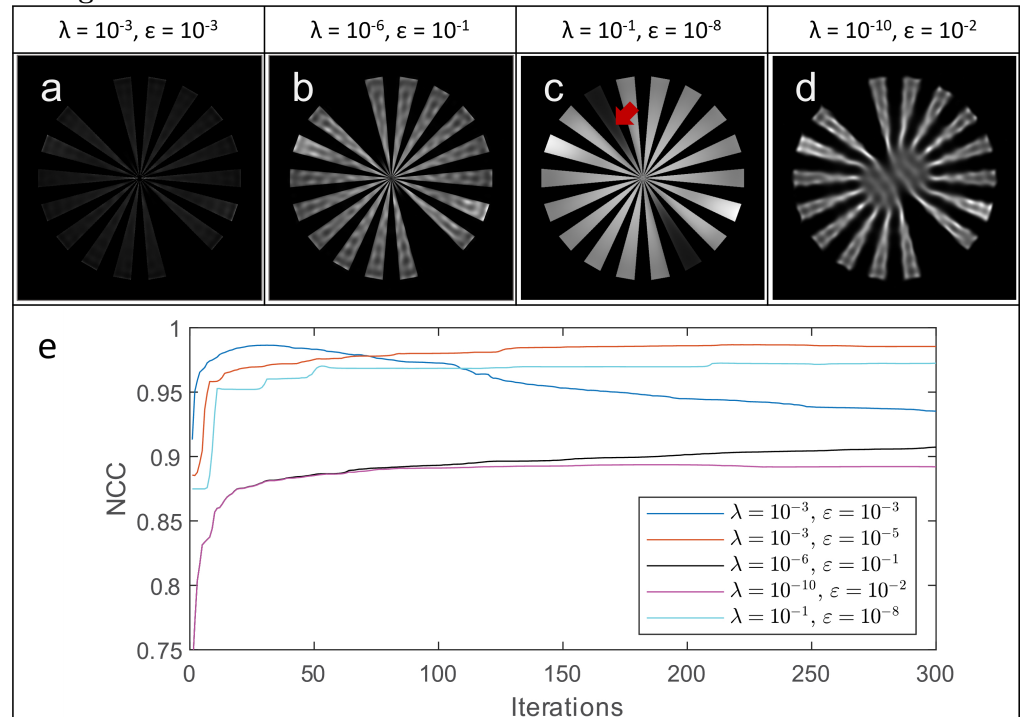 λ = 10-3, ε = 10-3
λ = 10-6, ε = 10-1
λ = 10-1, ε = 10-8
λ = 10-10, ε = 10-2
a
b
c
d
e
1
0.95
0.9
0.85
0.8
0.75
NCC
λ = 10⁻³, ε = 10⁻³
λ = 10⁻³, ε = 10⁻⁵
λ = 10⁻⁶, ε = 10⁻¹
λ = 10⁻¹⁰, ε = 10⁻²
λ = 10⁻¹, ε = 10⁻⁸
0
50
100
150
200
250
300
Iterations